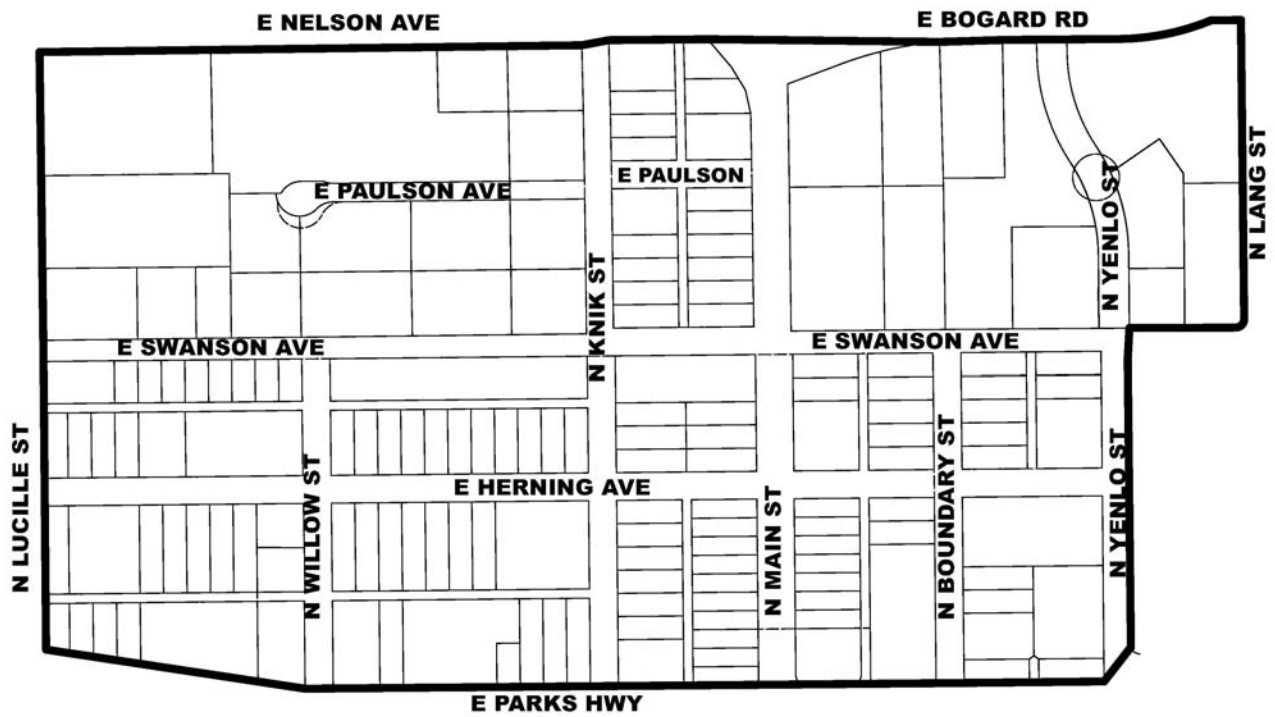 E NELSON AVE
E BOGARD RD
E PAULSON AVE
E PAULSON
N YENLO ST
N LANG ST
N KNIK ST
E SWANSON AVE
E SWANSON AVE
N LUCILLE ST
N WILLOW ST
E HERNING AVE
N MAIN ST
N BOUNDARY ST
N YENLO ST
E PARKS HWY